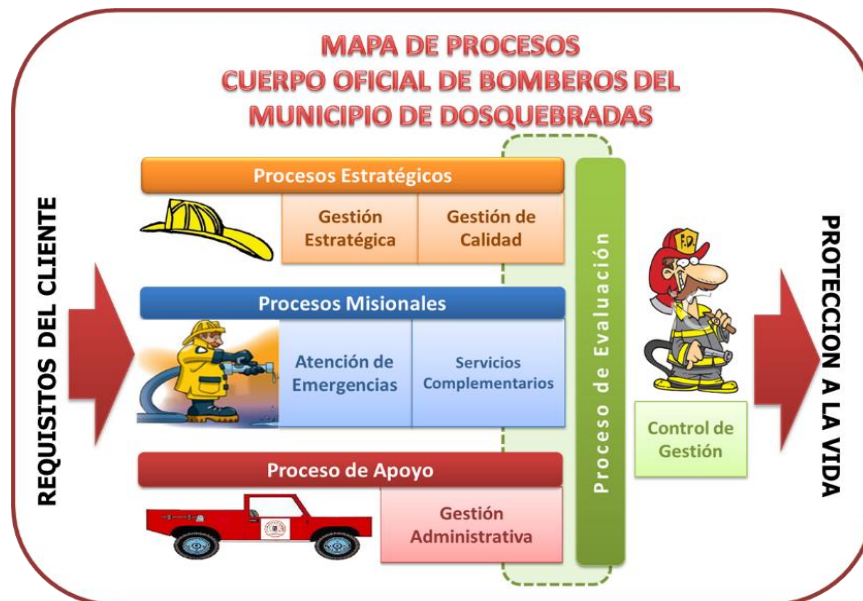 MAPA DE PROCESOS
CUERPO OFICIAL DE BOMBEROS DEL
MUNICIPIO DE DOSQUEBRADAS
REQUISITOS DEL CLIENTE
Procesos Estratégicos
Gestión
Estratégica
Gestión de
Calidad
Procesos Misionales
Atención de
Emergencias
Servicios
Complementarios
Proceso de Apoyo
Gestión
Administrativa
Proceso de Evaluación
F.D.
Control de
Gestión
PROTECCION A LA VIDA